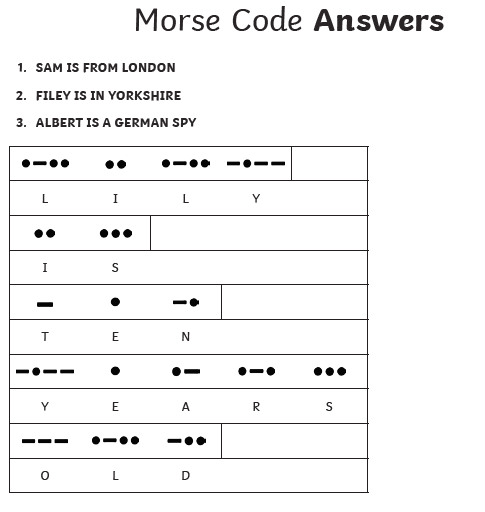 Morse Code Answers
1. SAM IS FROM LONDON
2. FILEY IS IN YORKSHIRE
3. ALBERT IS A GERMAN SPY
•−•• •• •−•• −•−−
L I L Y
•• •••
I S
− • −•
T E N
−•−− • •− •−• •••
Y E A R S
−−− •−•• −••
O L D